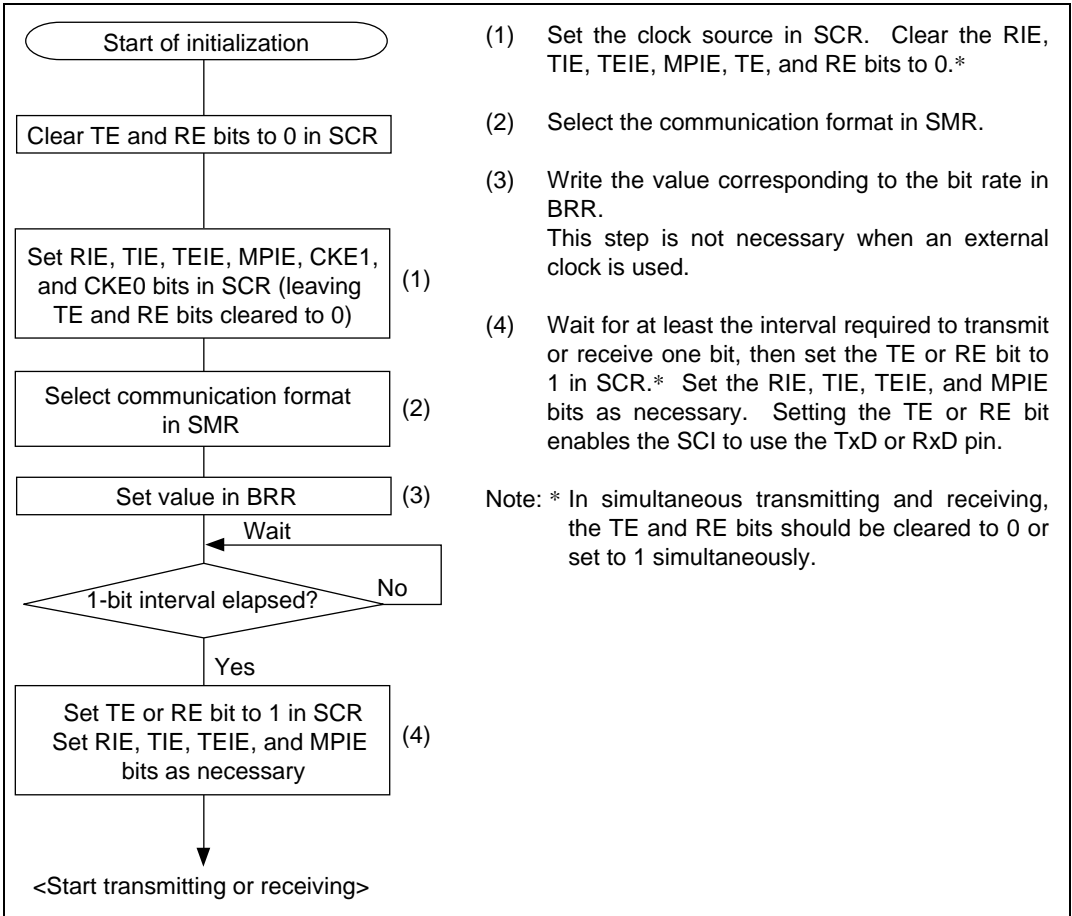 Start of initialization
Clear TE and RE bits to 0 in SCR
Set RIE, TIE, TEIE, MPIE, CKE1,
and CKE0 bits in SCR (leaving
TE and RE bits cleared to 0)
(1)
Select communication format
in SMR
(2)
Set value in BRR
(3)
Wait
1-bit interval elapsed?
No
Yes
Set TE or RE bit to 1 in SCR
Set RIE, TIE, TEIE, and MPIE
bits as necessary
(4)
<Start transmitting or receiving>
(1) Set the clock source in SCR. Clear the RIE,
TIE, TEIE, MPIE, TE, and RE bits to 0.*
(2) Select the communication format in SMR.
(3) Write the value corresponding to the bit rate in
BRR.
This step is not necessary when an external
clock is used.
(4) Wait for at least the interval required to transmit
or receive one bit, then set the TE or RE bit to
1 in SCR.* Set the RIE, TIE, TEIE, and MPIE
bits as necessary. Setting the TE or RE bit
enables the SCI to use the TxD or RxD pin.
Note: * In simultaneous transmitting and receiving,
the TE and RE bits should be cleared to 0 or
set to 1 simultaneously.